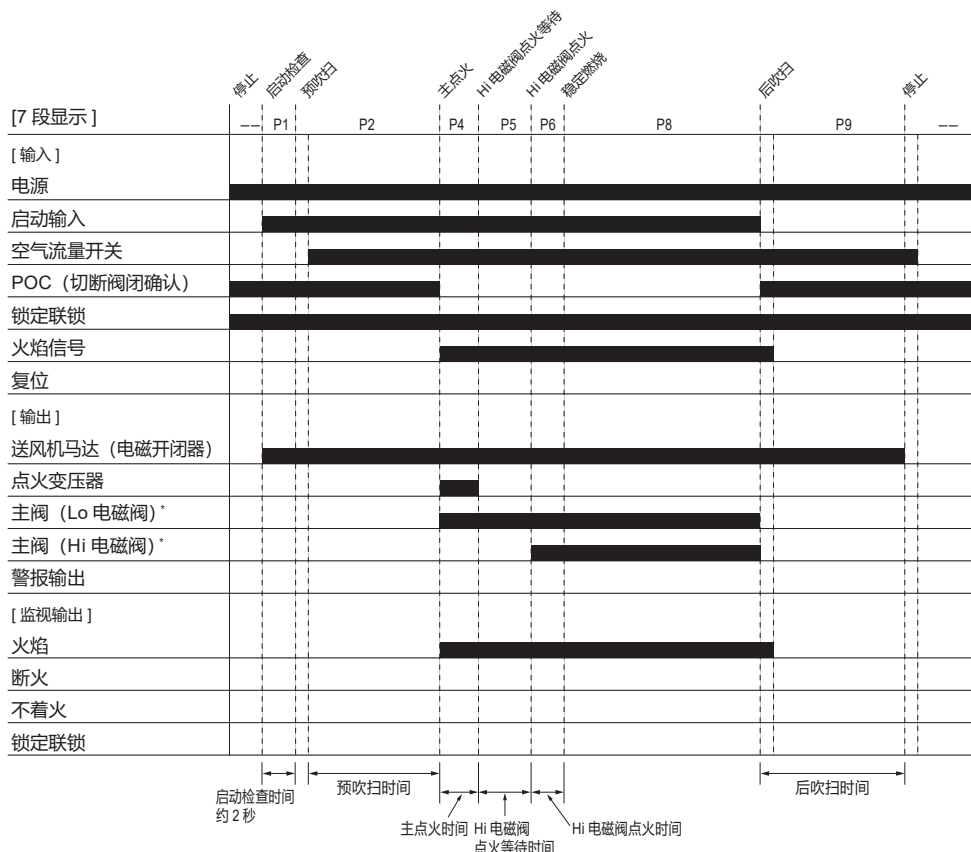 停止
启动检查
预吹扫
主点火
Hi 电磁阀点火等待
Hi 电磁阀点火
稳定燃烧
后吹扫
停止
[7 段显示 ] —— P1 P2 P4 P5 P6 P8 P9 ——
[ 输入 ]
电源
启动输入
空气流量开关
POC（切断阀闭确认）
锁定联锁
火焰信号
复位
[ 输出 ]
送风机马达（电磁开闭器）
点火变压器
主阀（Lo 电磁阀）*
主阀（Hi 电磁阀）*
警报输出
[ 监视输出 ]
火焰
断火
不着火
锁定联锁
启动检查时间
约 2 秒
预吹扫时间
主点火时间
Hi 电磁阀
点火等待时间
Hi 电磁阀点火时间
后吹扫时间